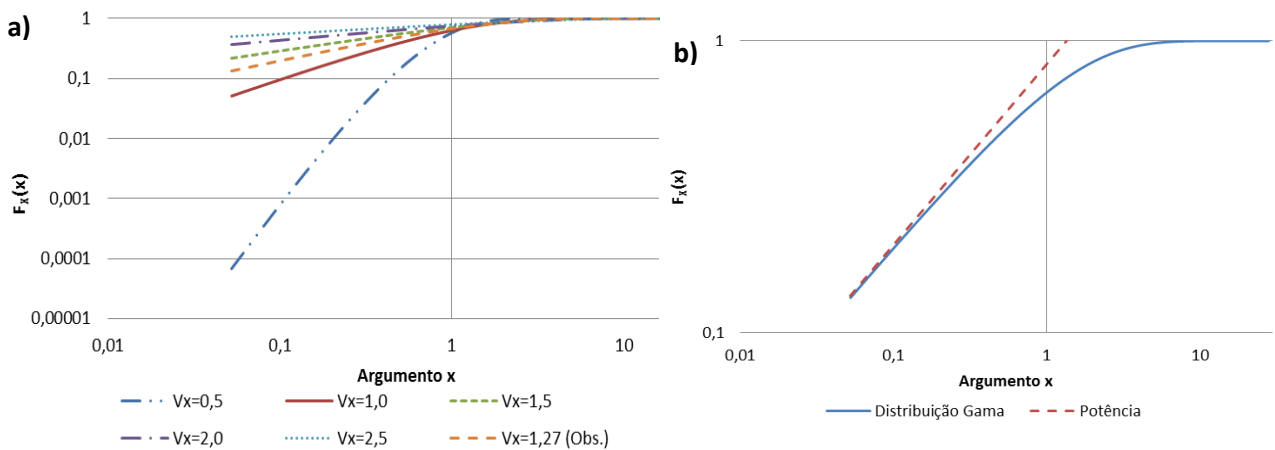 a)
1
0,1
0,01
0,001
0,0001
0,00001
Fx(x)
0,01
0,1
1
10
Argumento x
Vx=0,5
Vx=1,0
Vx=1,5
Vx=2,0
Vx=2,5
Vx=1,27 (Obs.)
b)
1
0,1
Fx(x)
0,01
0,1
1
10
Argumento x
Distribuição Gama
Potência